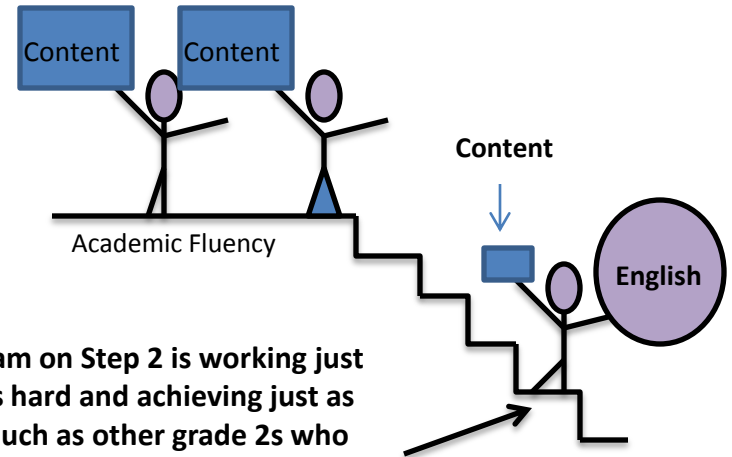 Content Content
Content
English
Academic Fluency
am on Step 2 is working just
hard and achieving just as
uch as other grade 2s who